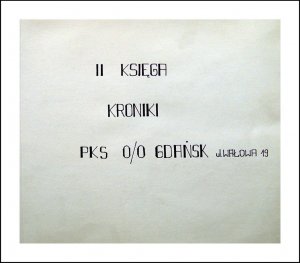 II KSIĘGA
KRONIKI
PKS O/O GDAŃSK ul.WAŁOWA 19